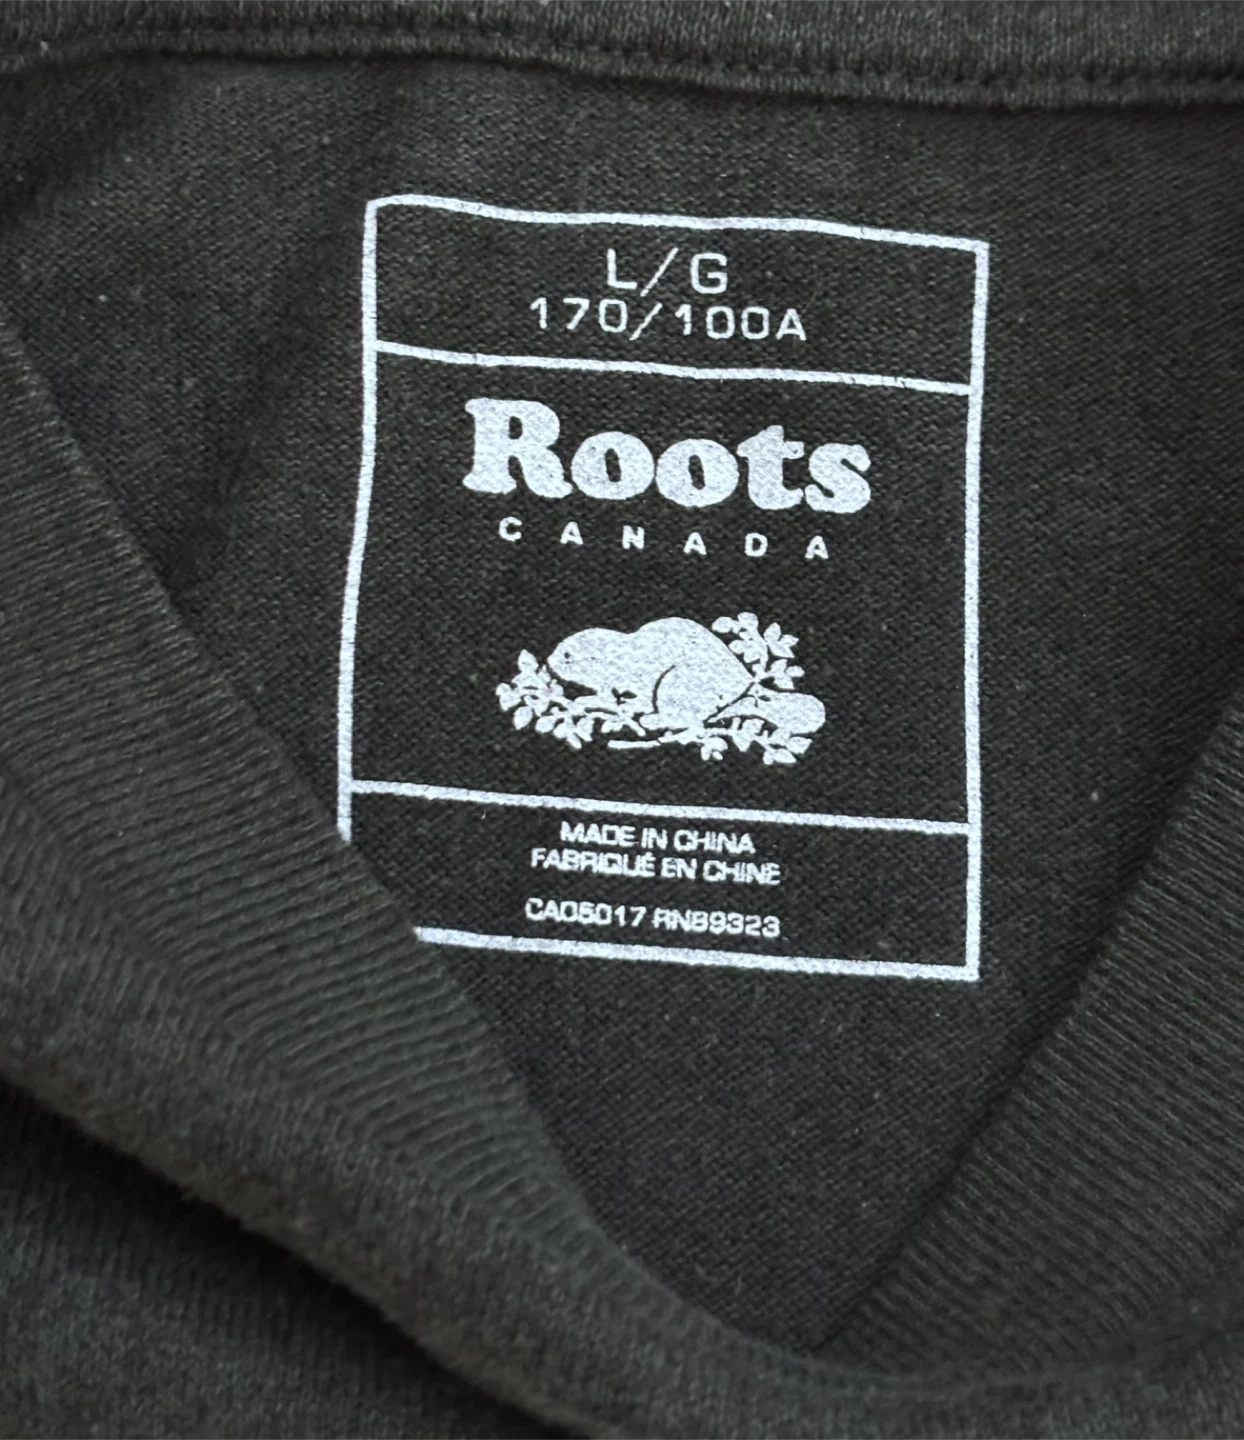 L/G
170/100A
Roots
CANADA
MADE IN CHINA
FABRIQUÉ EN CHINE
CA05017 RN89323